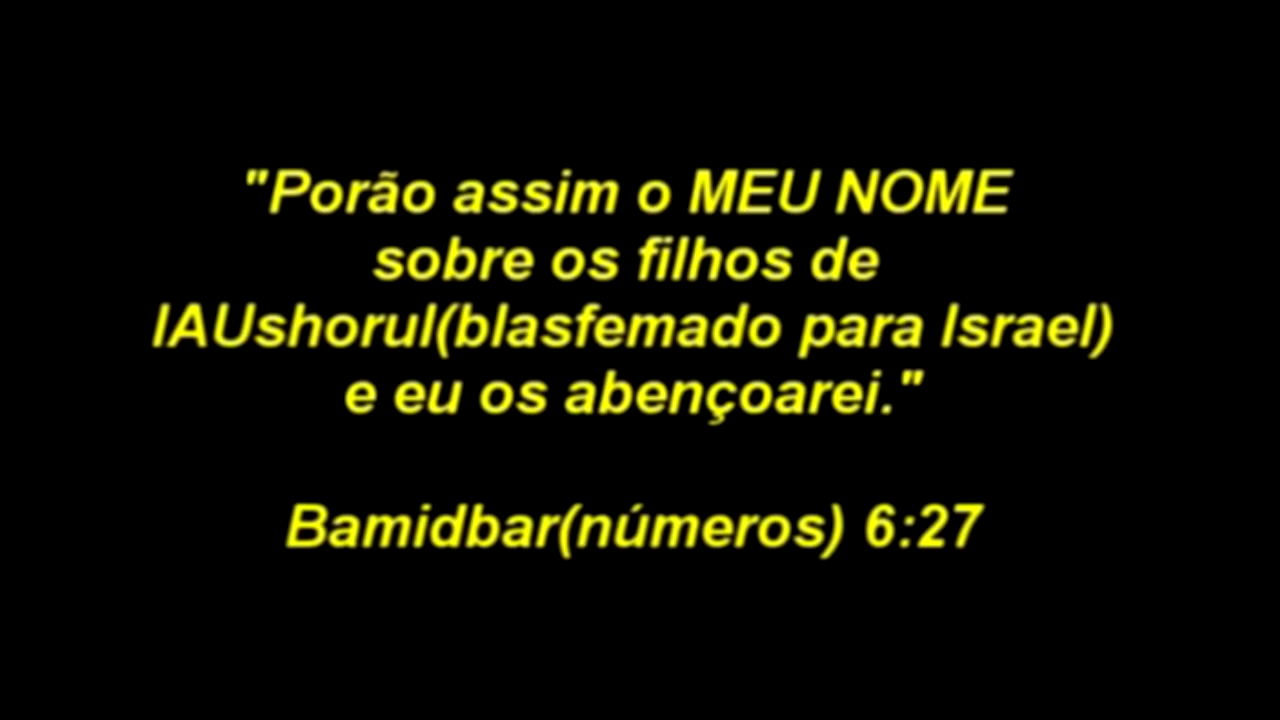 "Porão assim o MEU NOME
sobre os filhos de
IAUshorul(blasfemado para Israel)
e eu os abençoarei."
Bamidbar(números) 6:27